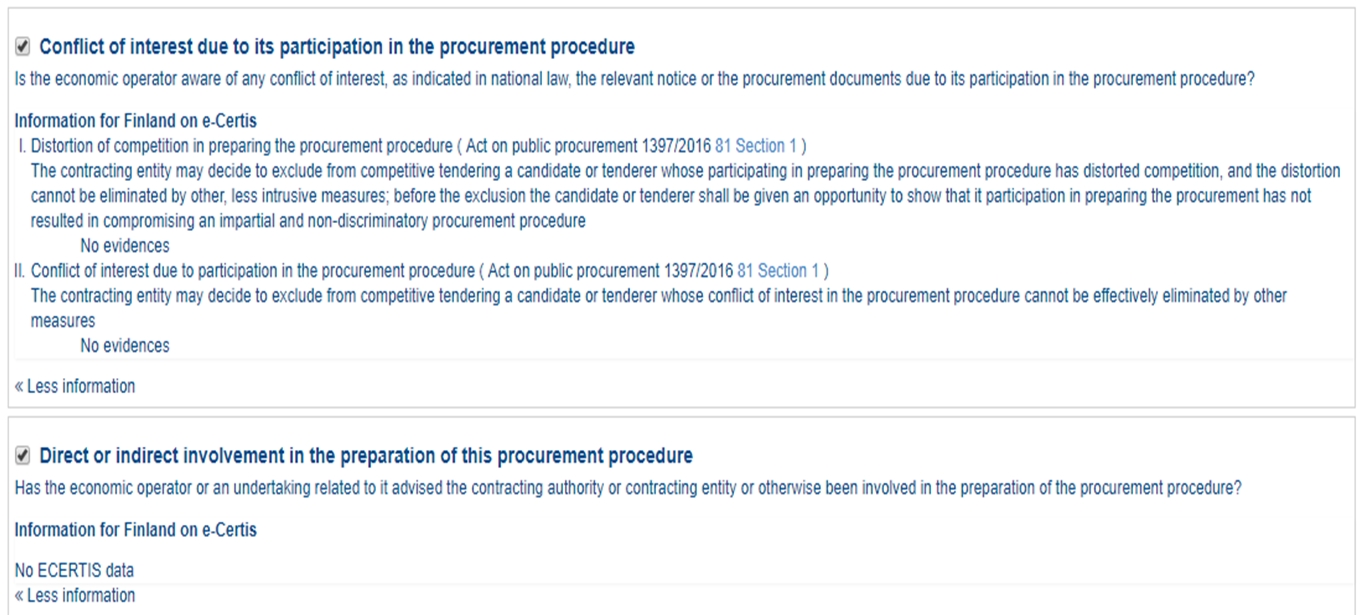 Conflict of interest due to its participation in the procurement procedure
Is the economic operator aware of any conflict of interest, as indicated in national law, the relevant notice or the procurement documents due to its participation in the procurement procedure?
Information for Finland on e-Certis
I. Distortion of competition in preparing the procurement procedure ( Act on public procurement 1397/2016 81 Section 1 )
The contracting entity may decide to exclude from competitive tendering a candidate or tenderer whose participating in preparing the procurement procedure has distorted competition, and the distortion
cannot be eliminated by other, less intrusive measures; before the exclusion the candidate or tenderer shall be given an opportunity to show that it participation in preparing the procurement has not
resulted in compromising an impartial and non-discriminatory procurement procedure
No evidences
II. Conflict of interest due to participation in the procurement procedure ( Act on public procurement 1397/2016 81 Section 1 )
The contracting entity may decide to exclude from competitive tendering a candidate or tenderer whose conflict of interest in the procurement procedure cannot be effectively eliminated by other
measures
No evidences
« Less information
Direct or indirect involvement in the preparation of this procurement procedure
Has the economic operator or an undertaking related to it advised the contracting authority or contracting entity or otherwise been involved in the preparation of the procurement procedure?
Information for Finland on e-Certis
No ECERTIS data
« Less information